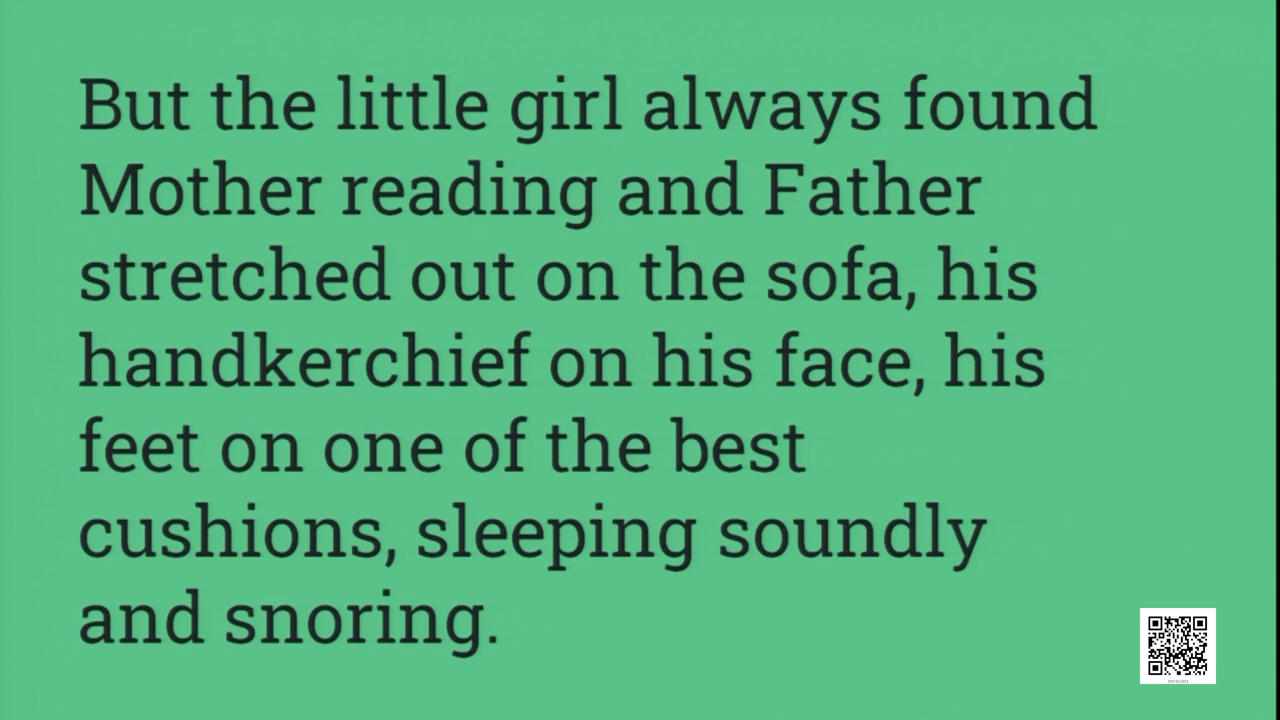 But the little girl always found
Mother reading and Father
stretched out on the sofa, his
handkerchief on his face, his
feet on one of the best
cushions, sleeping soundly
and snoring.